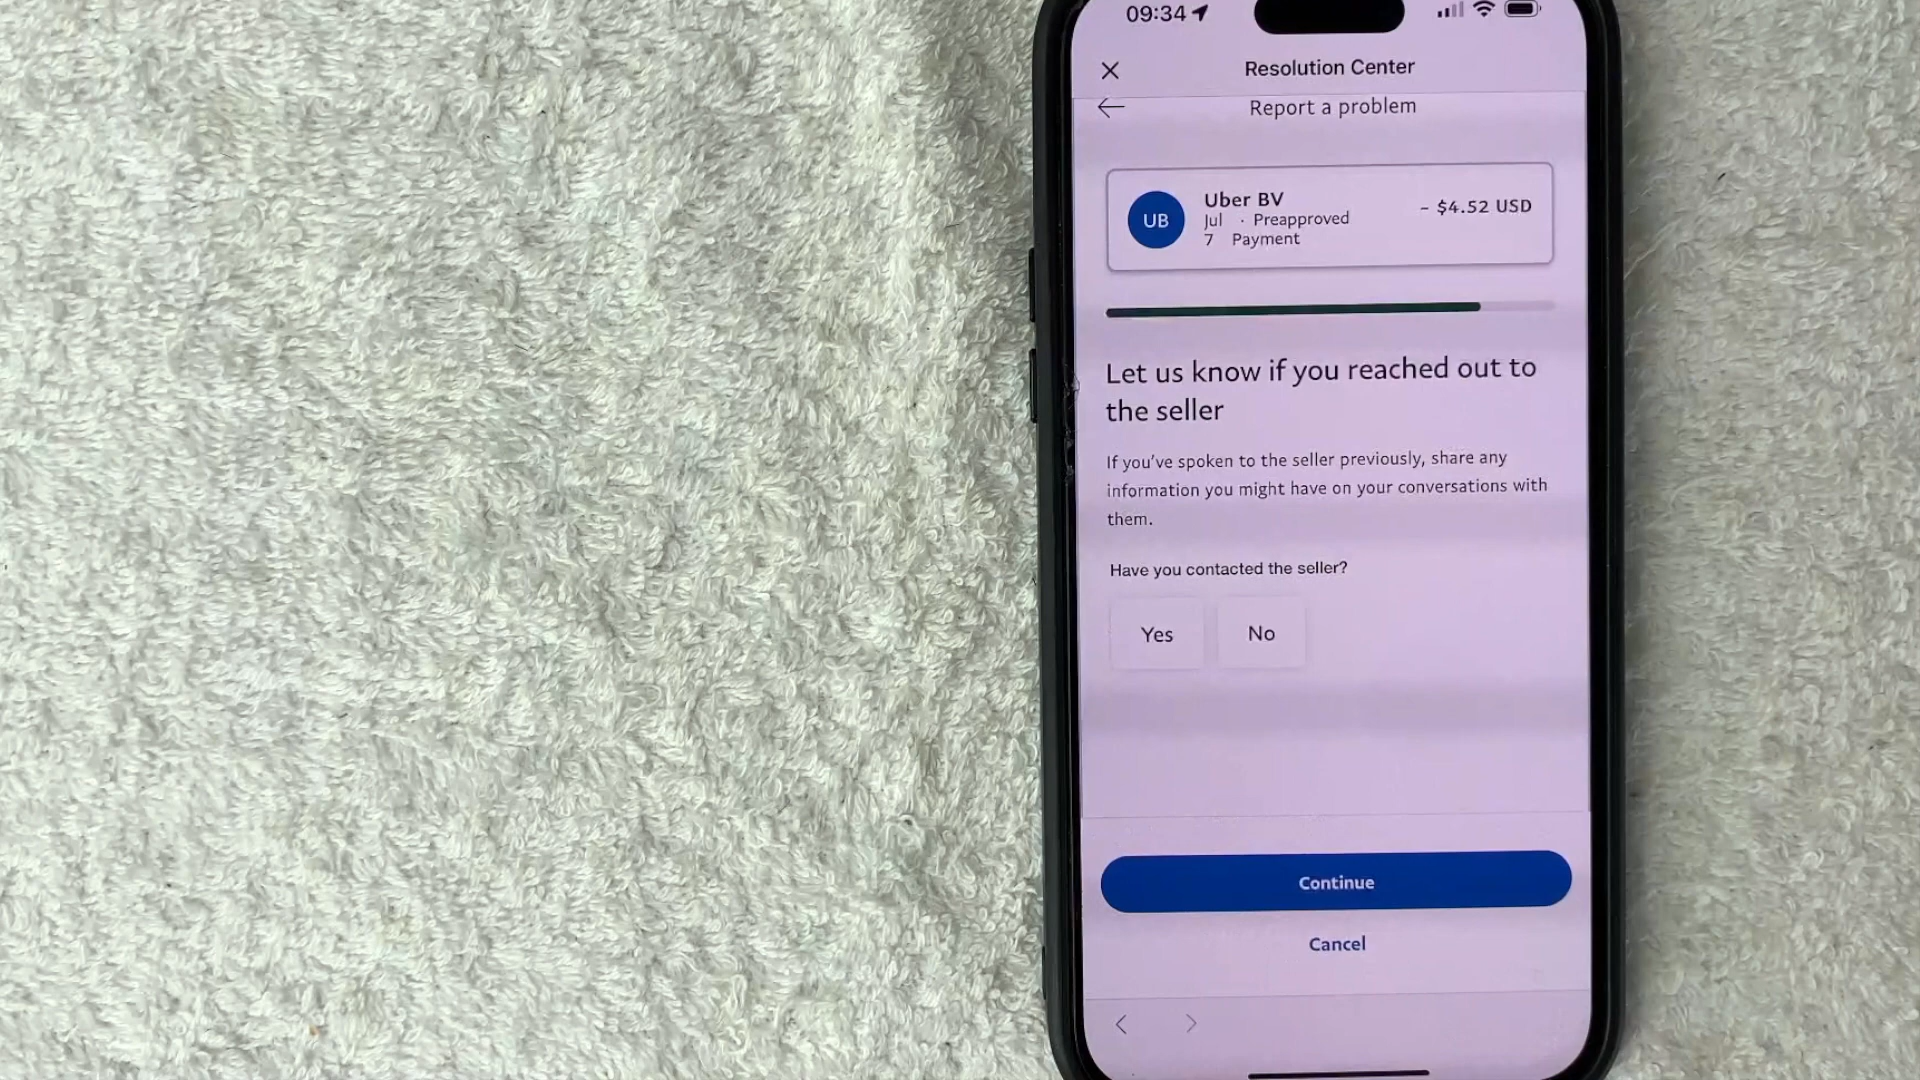 09:34
Resolution Center
Report a problem
UB
Uber BV
- $4.52 USD
Jul · Preapproved
7 Payment
Let us know if you reached out to
the seller
If you've spoken to the seller previously, share any
information you might have on your conversations with
them.
Have you contacted the seller?
Yes No
Continue
Cancel